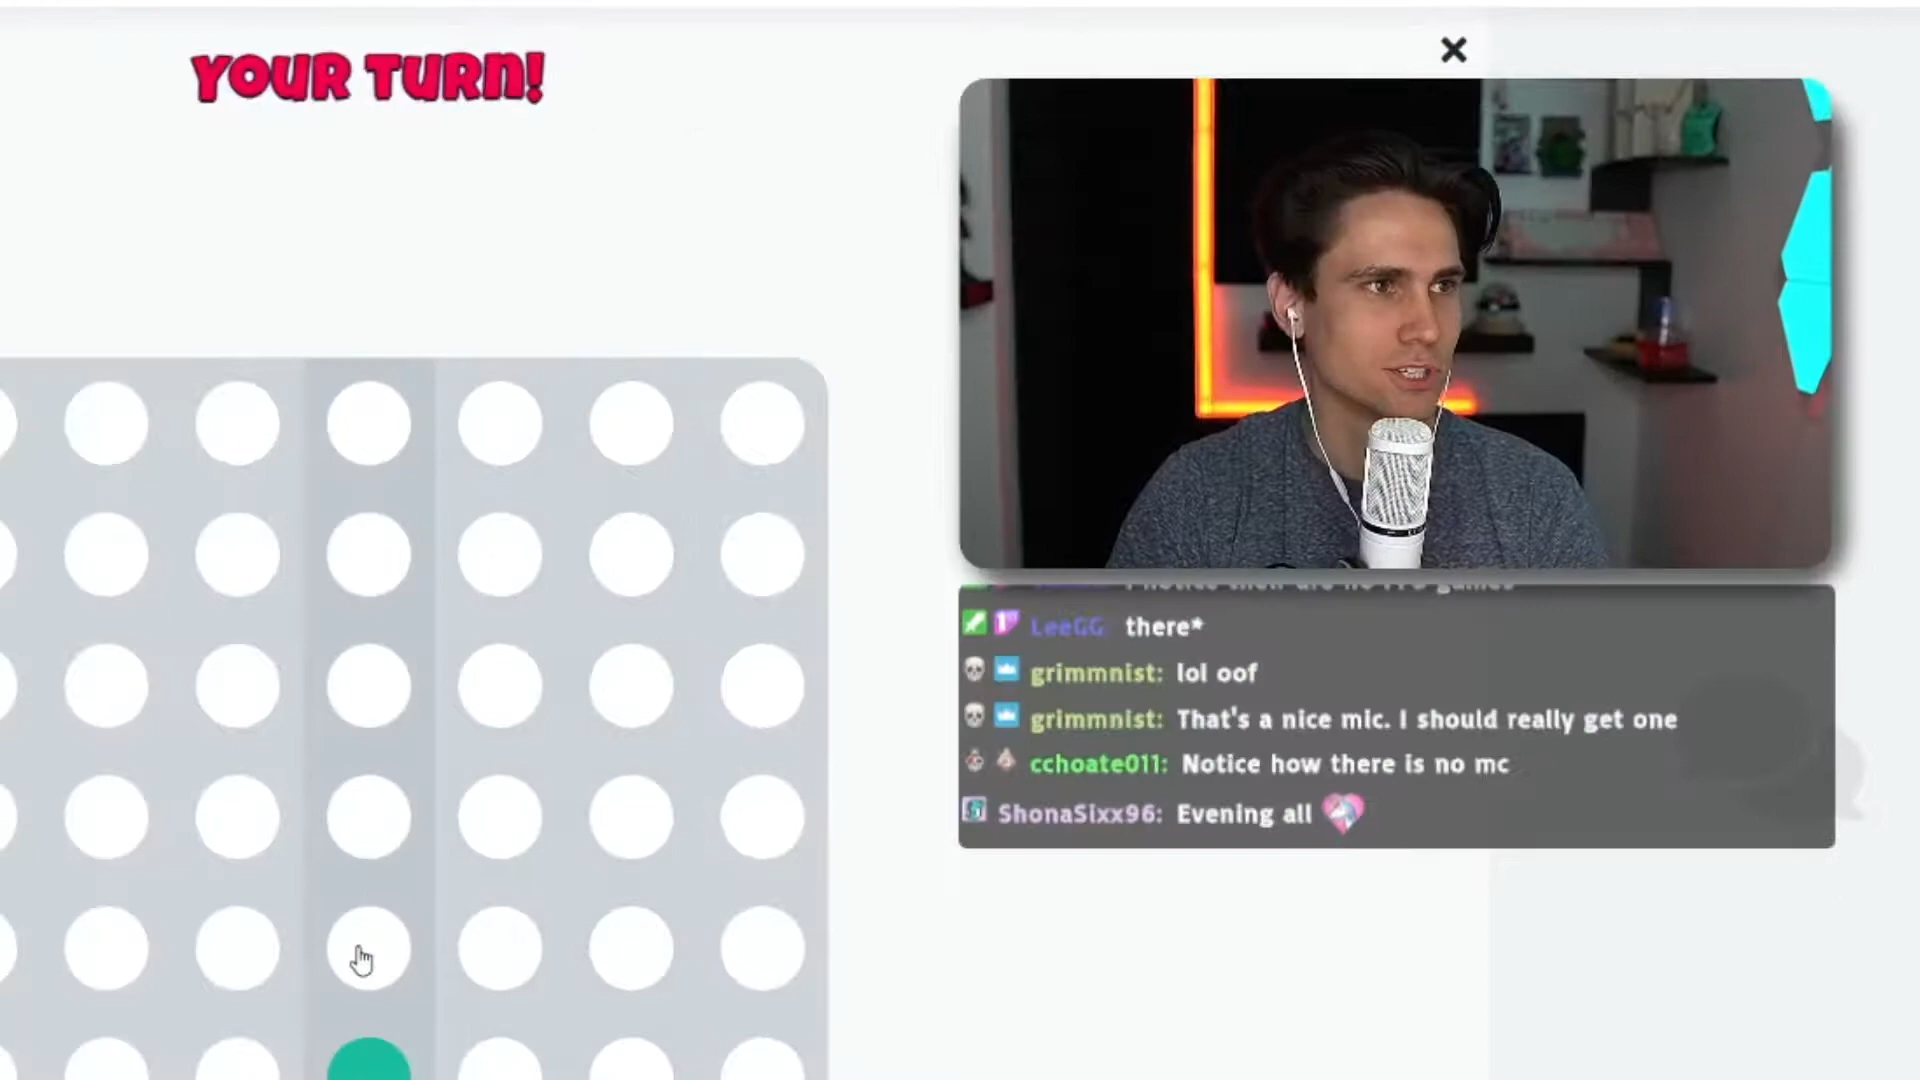 YOUR TURN!
LeeGG: there*
grimmnist: lol oof
grimmnist: That's a nice mic. I should really get one
cchoate011: Notice how there is no mc
ShonaSixx96: Evening all